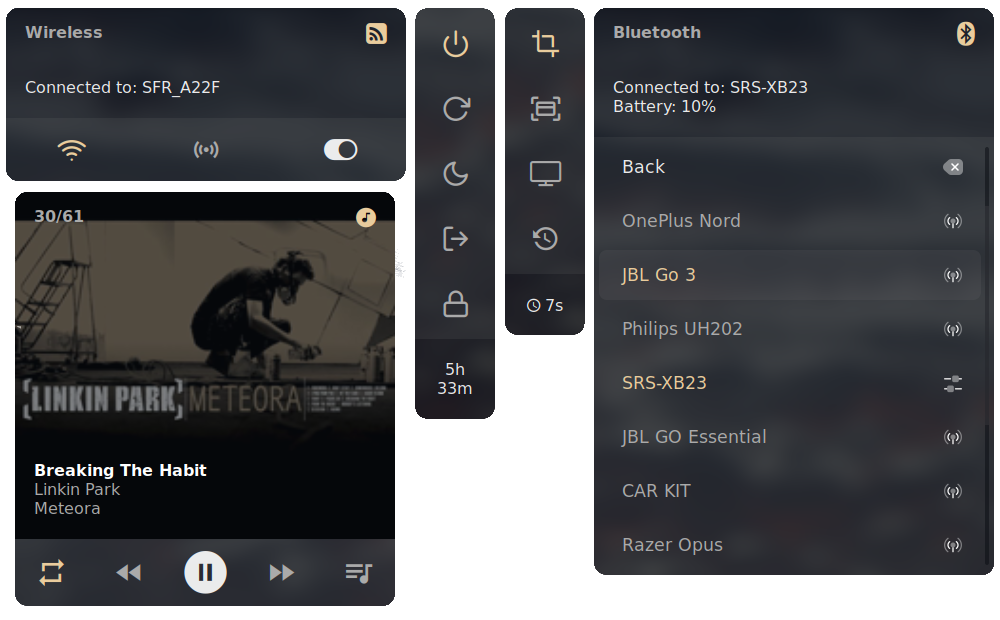 Wireless
Connected to: SFR_A22F
30/61
[LINKIN PARK] METEORA
Breaking The Habit
Linkin Park
Meteora
5h
33m
7s
Bluetooth
Connected to: SRS-XB23
Battery: 10%
Back
OnePlus Nord
JBL Go 3
Philips UH202
SRS-XB23
JBL GO Essential
CAR KIT
Razer Opus